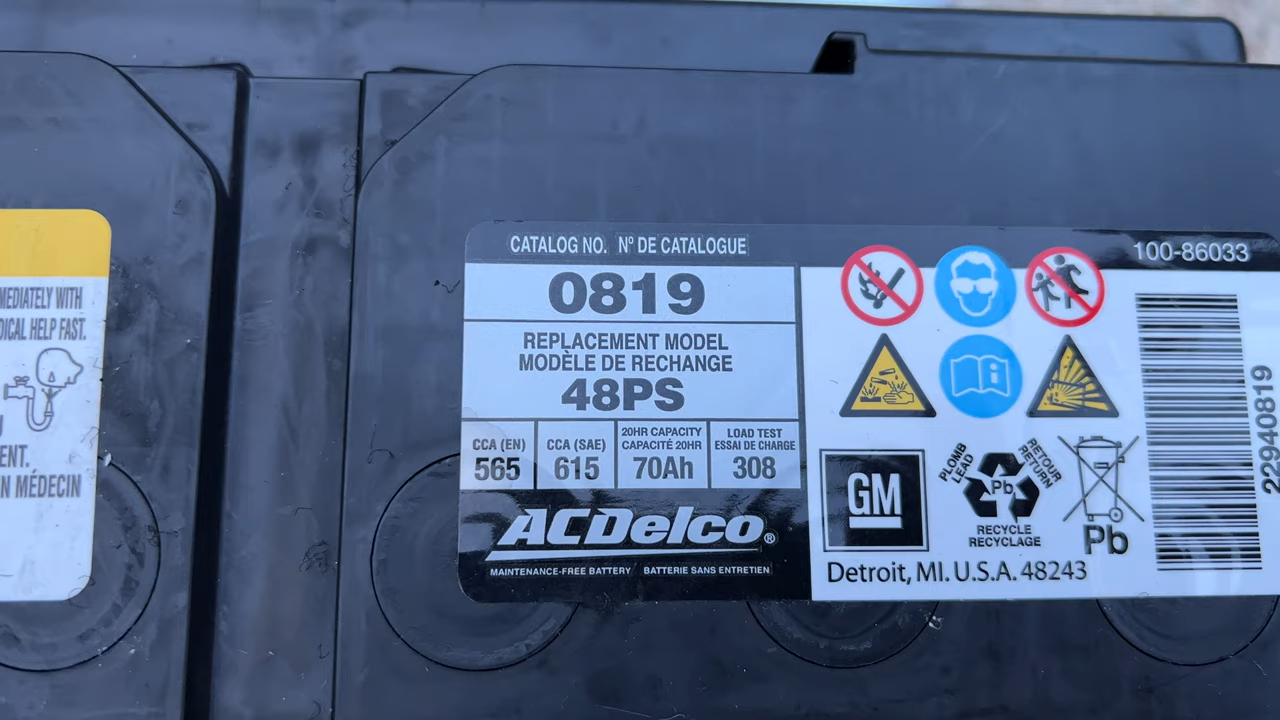 MEDIATELY WITH
DICAL HELP FAST.
ENT.
N MÉDECIN
CATALOG NO. Nº DE CATALOGUE
0819
REPLACEMENT MODEL
MODÈLE DE RECHANGE
48PS
CCA (EN)
565
CCA (SAE)
615
20HR CAPACITY
CAPACITÉ 20HR
70Ah
LOAD TEST
ESSAI DE CHARGE
308
ACDelco®
MAINTENANCE-FREE BATTERY BATTERIE SANS ENTRETIEN
100-86033
GM
PLOMB
LEAD
RETOUR
RETURN
Pb
RECYCLE
RECYCLAGE
Pb
Detroit, MI. U.S.A. 48243
22940819